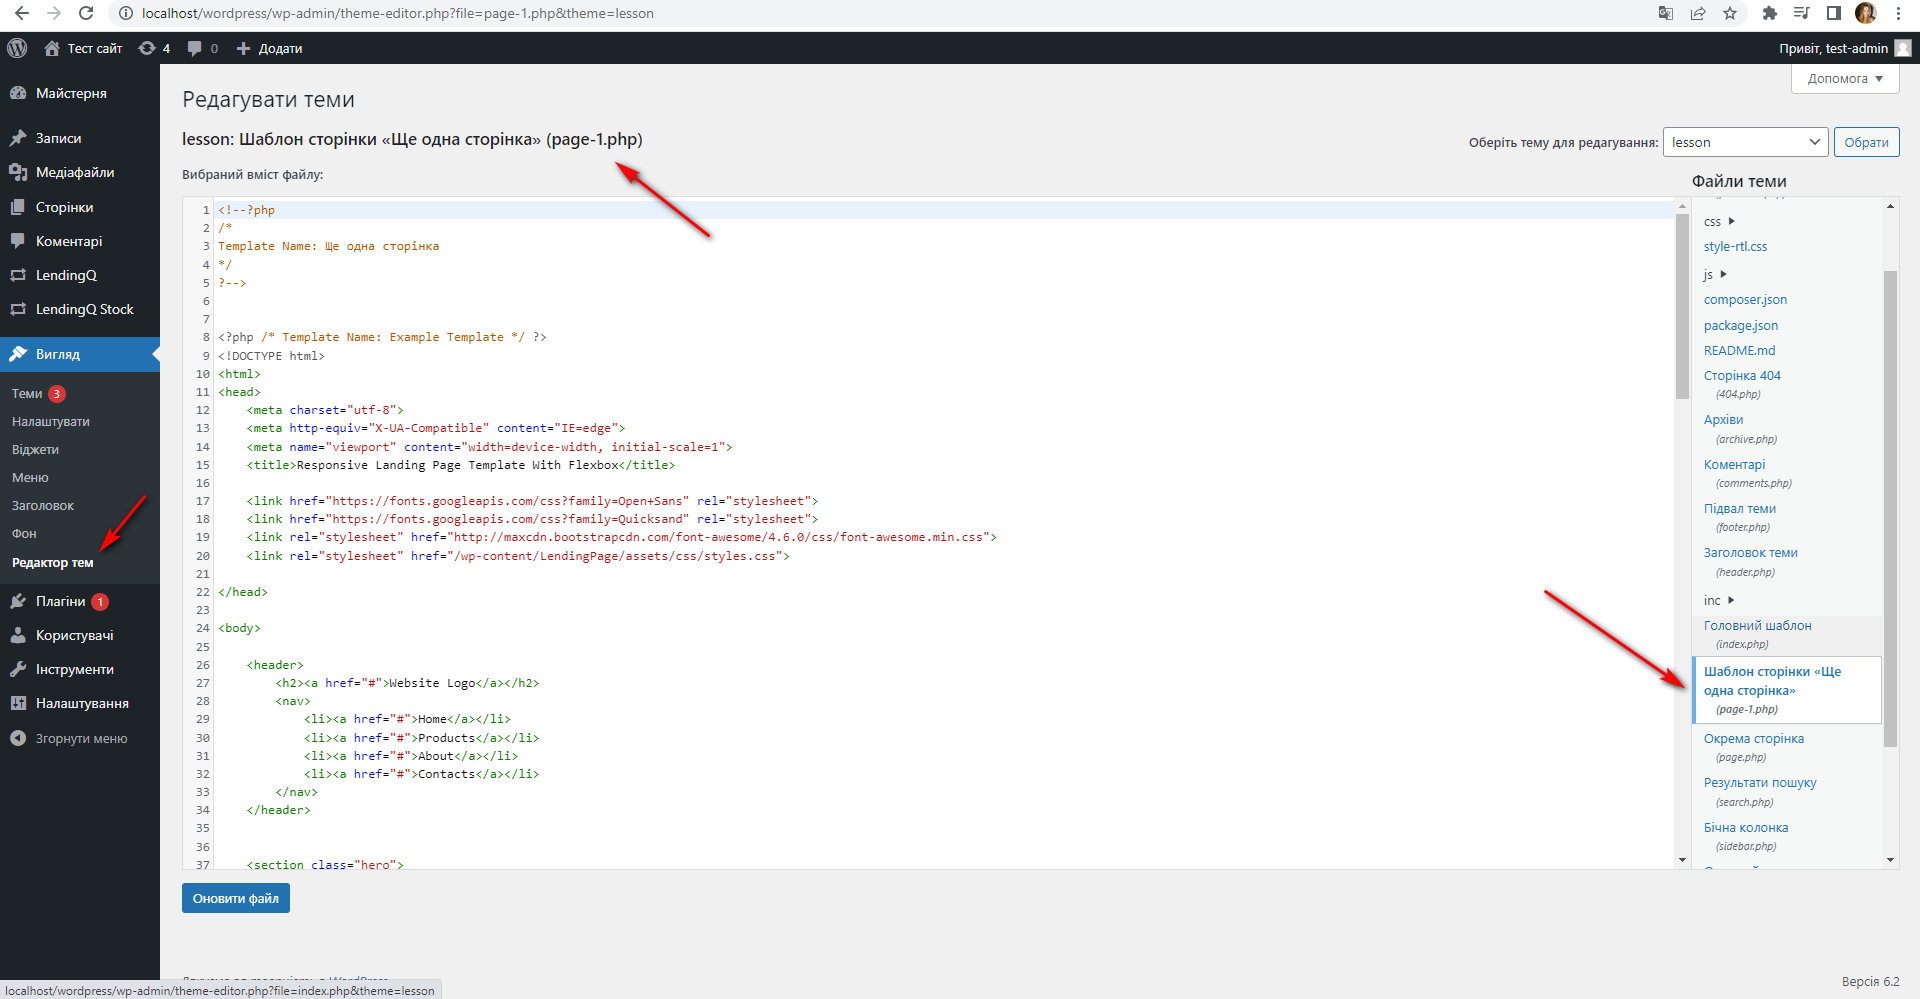 localhost/wordpress/wp-admin/theme-editor.php?file=page-1.php&theme=lesson
Тест сайт
4
0
Додати
Привіт, test-admin
Майстерня
Записи
Медіафайли
Сторінки
Коментарі
LendingQ
LendingQ Stock
Вигляд
Теми 3
Налаштувати
Віджети
Меню
Заголовок
Фон
Редактор тем
Плагіни 1
Користувачі
Інструменти
Налаштування
Згорнути меню
Допомога
Редагувати теми
lesson: Шаблон сторінки «Ще одна сторінка» (page-1.php)
Оберіть тему для редагування: lesson Обрати
Вибраний вміст файлу:
1 <!--?php
2 /*
3 Template Name: Ще одна сторінка
4 */
5 ?-->
6
7
8 <?php /* Template Name: Example Template */ ?>
9 <!DOCTYPE html>
10 <html>
11 <head>
12 <meta charset="utf-8">
13 <meta http-equiv="X-UA-Compatible" content="IE=edge">
14 <meta name="viewport" content="width=device-width, initial-scale=1">
15 <title>Responsive Landing Page Template With Flexbox</title>
16
17 <link href="https://fonts.googleapis.com/css?family=Open+Sans" rel="stylesheet">
18 <link href="https://fonts.googleapis.com/css?family=Quicksand" rel="stylesheet">
19 <link rel="stylesheet" href="http://maxcdn.bootstrapcdn.com/font-awesome/4.6.0/css/font-awesome.min.css">
20 <link rel="stylesheet" href="/wp-content/LendingPage/assets/css/styles.css">
21
22 </head>
23
24 <body>
25
26 <header>
27 <h2><a href="#">Website Logo</a></h2>
28 <nav>
29 <li><a href="#">Home</a></li>
30 <li><a href="#">Products</a></li>
31 <li><a href="#">About</a></li>
32 <li><a href="#">Contacts</a></li>
33 </nav>
34 </header>
35
36
37 <section class="hero">
Файли теми
css
style-rtl.css
js
composer.json
package.json
README.md
Сторінка 404
(404.php)
Архіви
(archive.php)
Коментарі
(comments.php)
Підвал теми
(footer.php)
Заголовок теми
(header.php)
inc
Головний шаблон
(index.php)
Шаблон сторінки «Ще
одна сторінка»
(page-1.php)
Окрема сторінка
(page.php)
Результати пошуку
(search.php)
Бічна колонка
(sidebar.php)
Оновити файл
Версія 6.2
localhost/wordpress/wp-admin/theme-editor.php?file=index.php&theme=lesson